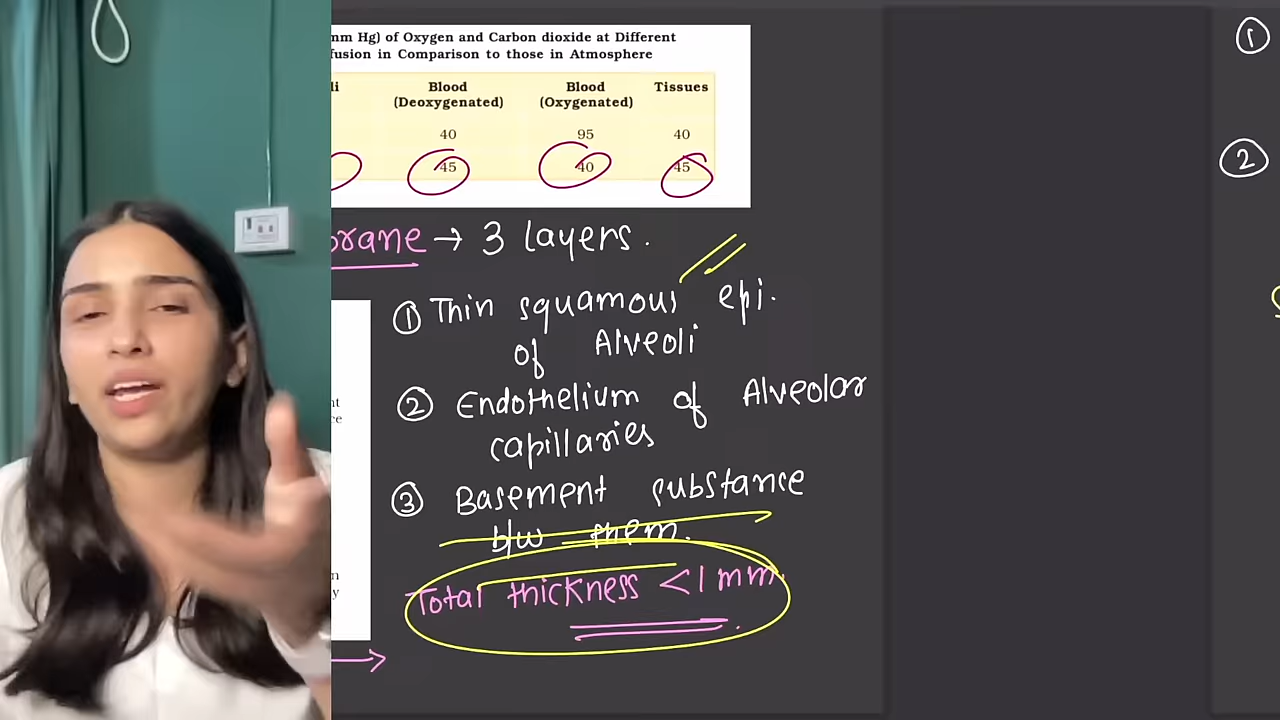 mm Hg) of Oxygen and Carbon dioxide at Different
fusion in Comparison to those in Atmosphere
li Blood Blood Tissues
(Deoxygenated) (Oxygenated)
40 95 40
45 40 45
brane → 3 layers.
① Thin squamous epi.
of Alveoli
② Endothelium of Alveolar
capillaries
③ Basement substance
b/w them.
Total thickness < 1 mm.
①
②